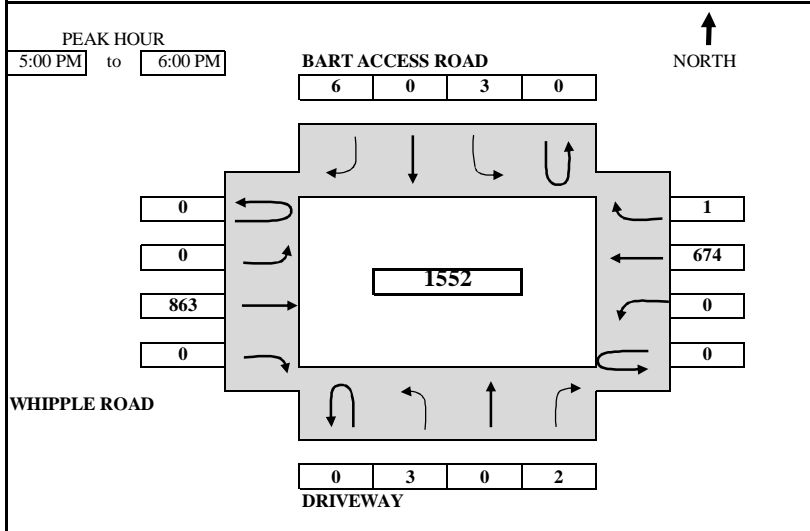 PEAK HOUR
5:00 PM to 6:00 PM
BART ACCESS ROAD
NORTH
6 0 3 0
0 1
0 674
1552
863 0
0 0
WHIPPLE ROAD
0 3 0 2
DRIVEWAY